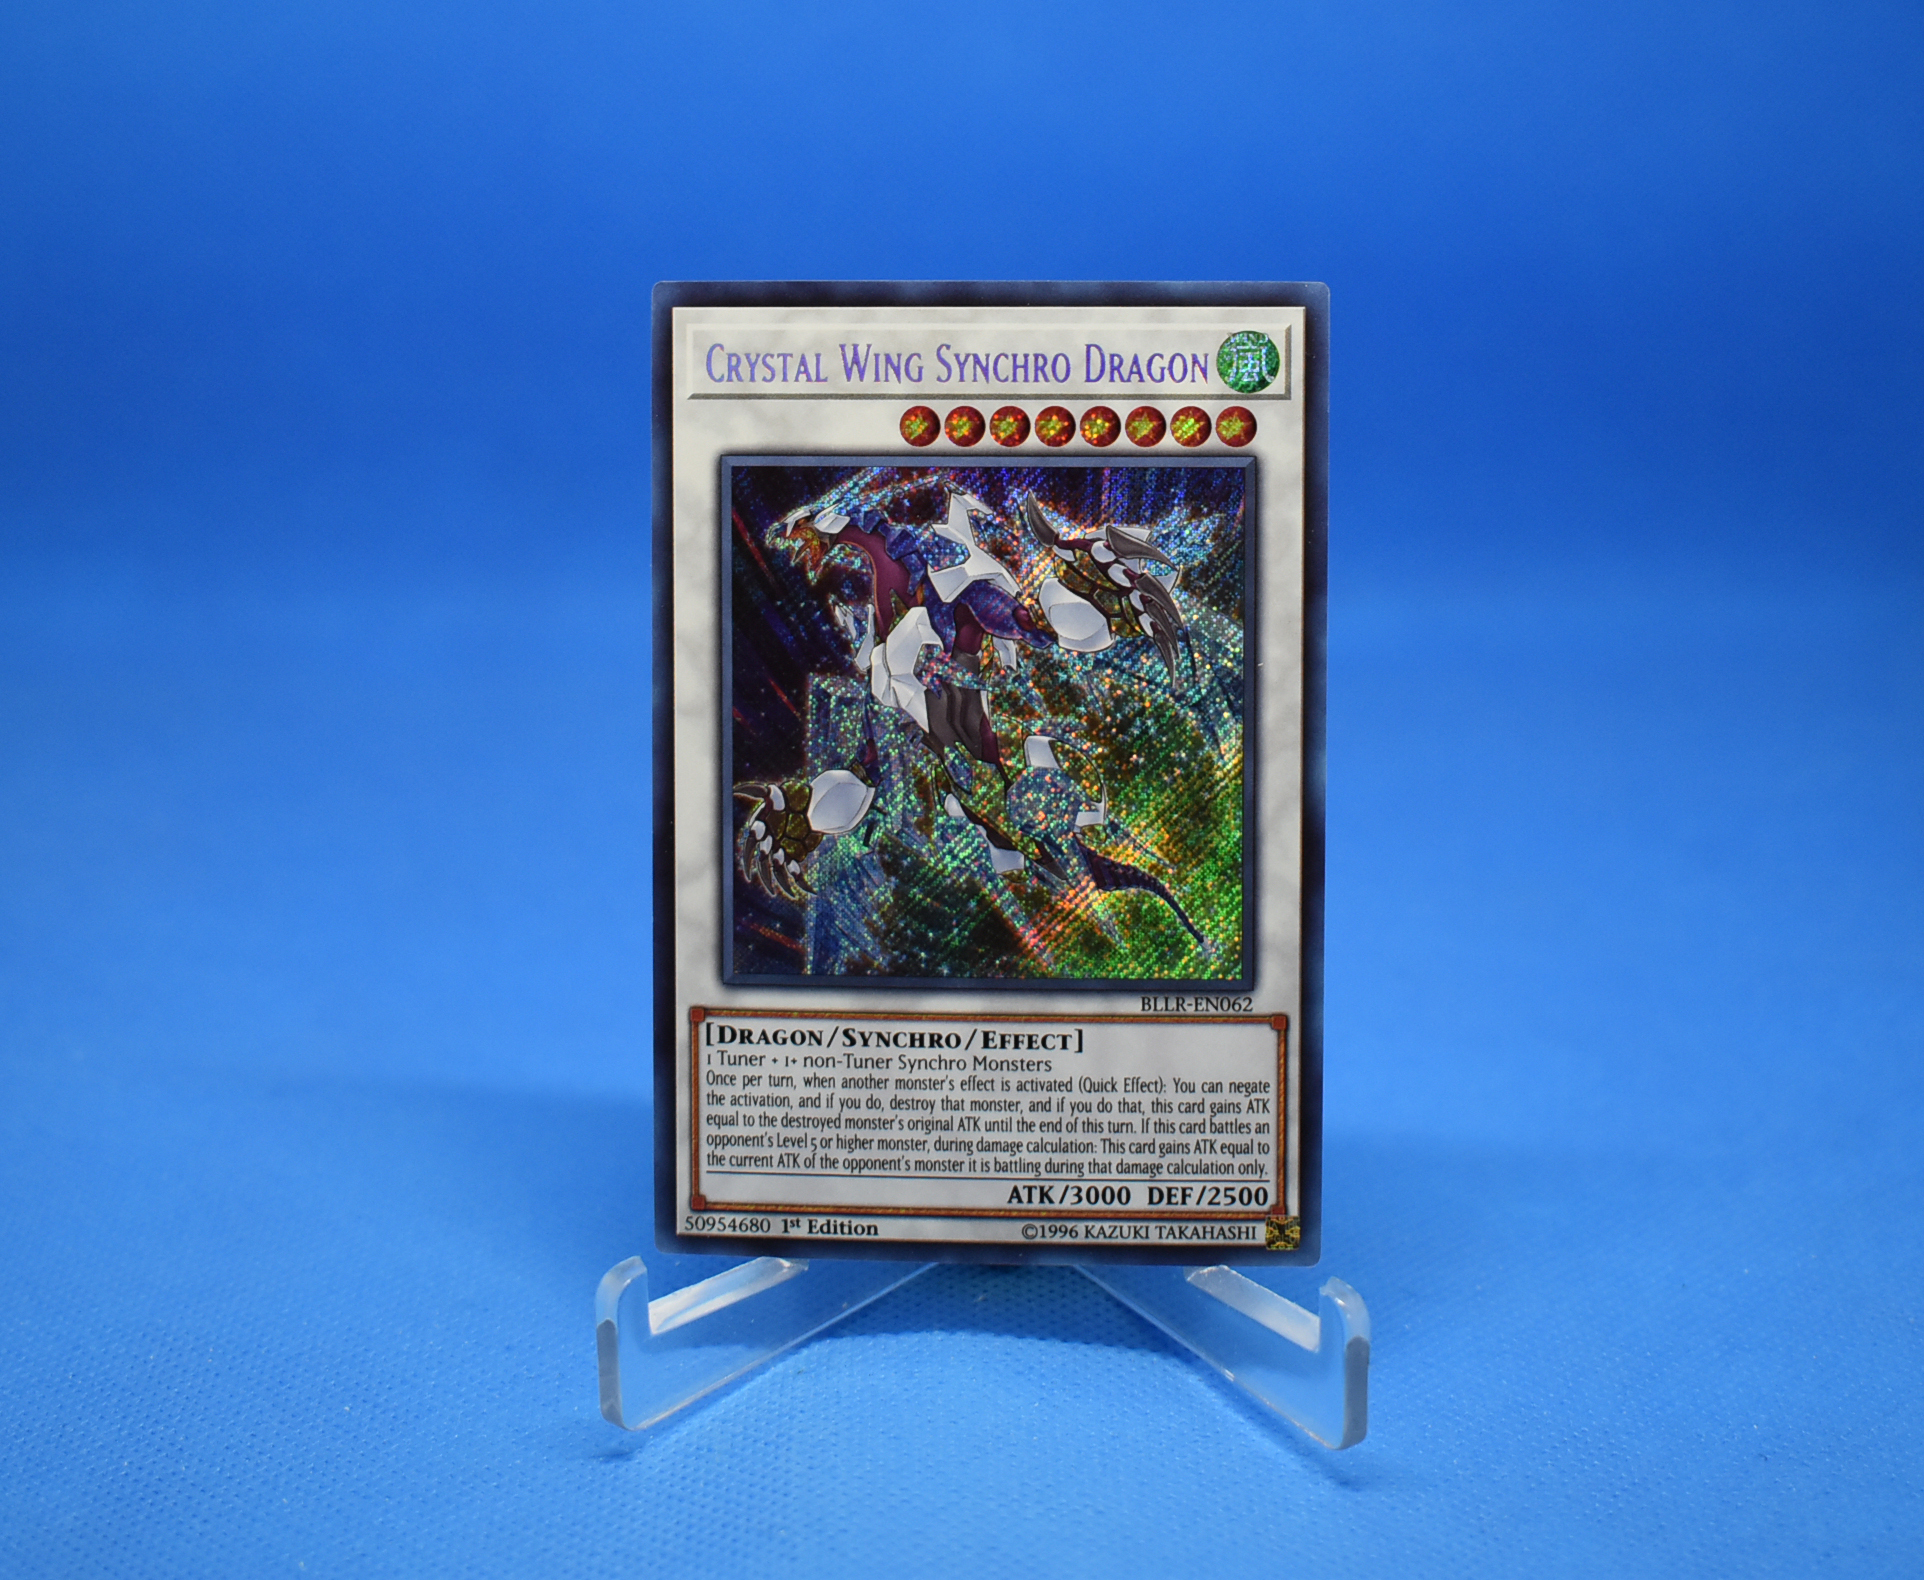 CRYSTAL WING SYNCHRO DRAGON
WIND
風
BLLR-EN062
[DRAGON/SYNCHRO/EFFECT]
1 Tuner + 1+ non-Tuner Synchro Monsters
Once per turn, when another monster's effect is activated (Quick Effect): You can negate
the activation, and if you do, destroy that monster, and if you do that, this card gains ATK
equal to the destroyed monster's original ATK until the end of this turn. If this card battles an
opponent's Level 5 or higher monster, during damage calculation: This card gains ATK equal to
the current ATK of the opponent's monster it is battling during that damage calculation only.
ATK/3000 DEF/2500
50954680 1st Edition ©1996 KAZUKI TAKAHASHI